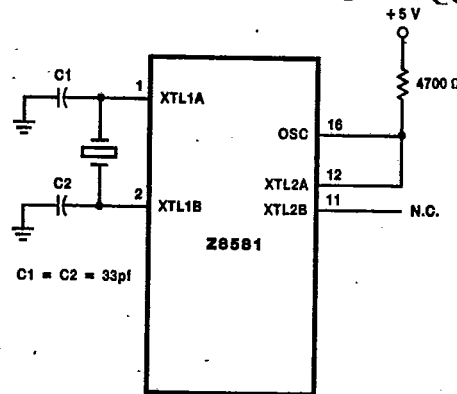 +5 V
C1
1
XTL1A
4700 Ω
OSC
16
C2
2
XTL1B
XTL2A
12
XTL2B
11
N.C.
Z8581
C1 = C2 = 33pf